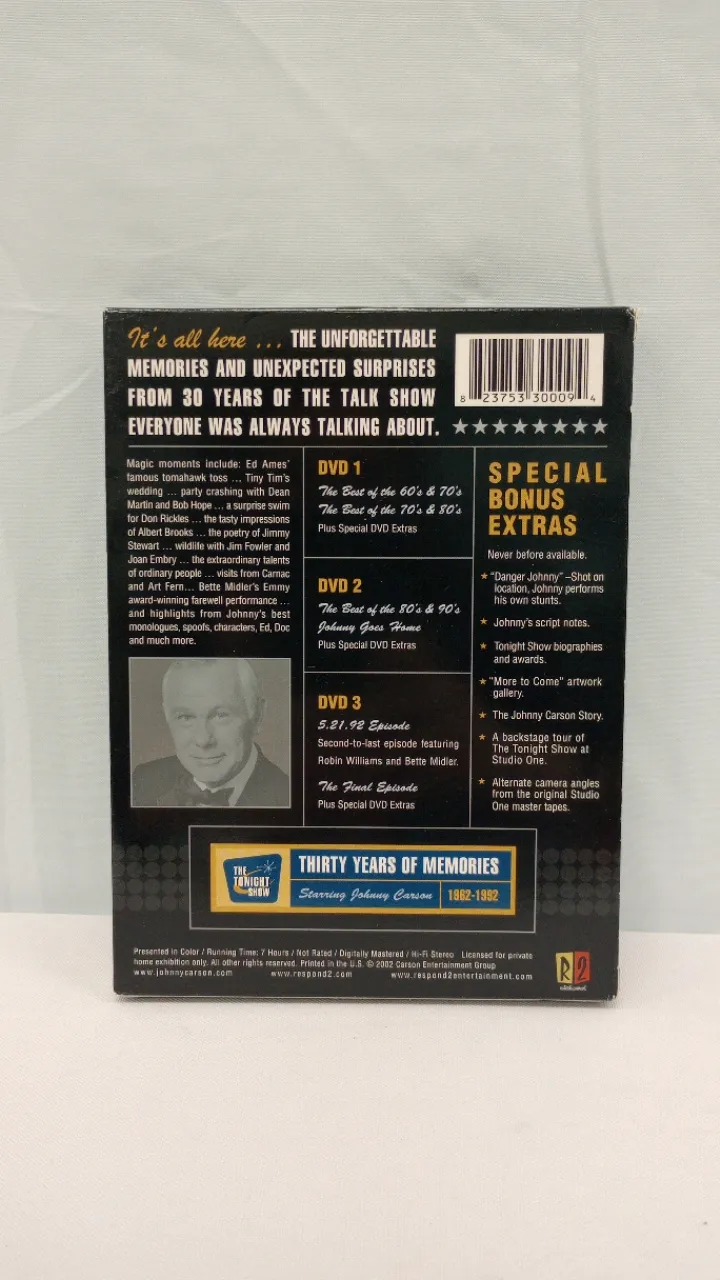 It's all here ... THE UNFORGETTABLE
MEMORIES AND UNEXPECTED SURPRISES
FROM 30 YEARS OF THE TALK SHOW
EVERYONE WAS ALWAYS TALKING ABOUT.
8 23753 30009 4
Magic moments include: Ed Ames'
famous tomahawk toss ... Tiny Tim's
wedding ... party crashing with Dean
Martin and Bob Hope ... a surprise swim
for Don Rickles ... the tasty impressions
of Albert Brooks ... the poetry of Jimmy
Stewart ... wildlife with Jim Fowler and
Joan Embry ... the extraordinary talents
of ordinary people ... visits from Carnac
and Art Fern... Bette Midler's Emmy
award-winning farewell performance ...
and highlights from Johnny's best
monologues, spoofs, characters, Ed, Doc
and much more.
DVD 1
The Best of the 60's & 70's
The Best of the 70's & 80's
Plus Special DVD Extras
DVD 2
The Best of the 80's & 90's
Johnny Goes Home
Plus Special DVD Extras
DVD 3
5.21.92 Episode
Second-to-last episode featuring
Robin Williams and Bette Midler.
The Final Episode
Plus Special DVD Extras
SPECIAL
BONUS
EXTRAS
Never before available.
"Danger Johnny" –Shot on
location, Johnny performs
his own stunts.
Johnny's script notes.
Tonight Show biographies
and awards.
"More to Come" artwork
gallery.
The Johnny Carson Story.
A backstage tour of
The Tonight Show at
Studio One.
Alternate camera angles
from the original Studio
One master tapes.
THE
TONIGHT
SHOW
THIRTY YEARS OF MEMORIES
Starring Johnny Carson 1962-1992
Presented in Color / Running Time: 7 Hours / Not Rated / Digitally Mastered / Hi-Fi Stereo Licensed for private
home exhibition only. All other rights reserved. Printed in the U.S. © 2002 Carson Entertainment Group
www.johnnycarson.com www.respond2.com www.respond2entertainment.com
R2